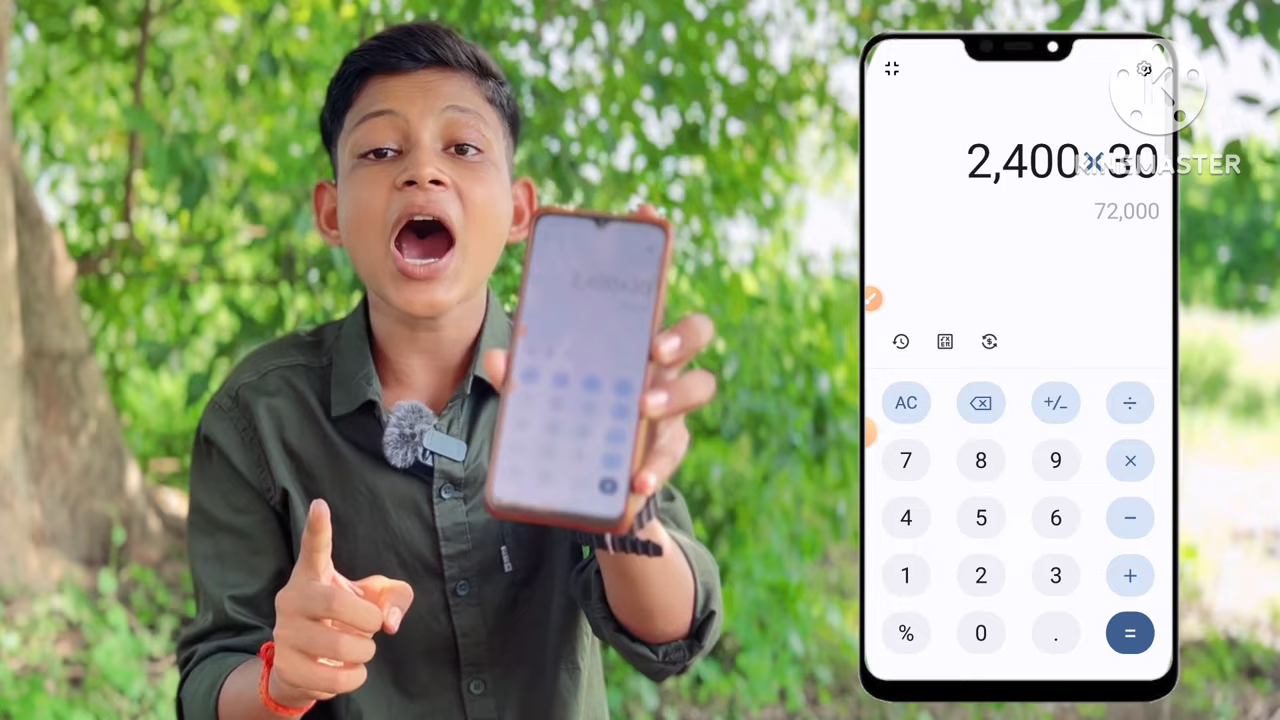 2,400×30
72,000
KINEMASTER
AC +/− ÷
7 8 9 ×
4 5 6 −
1 2 3 +
% 0 . =